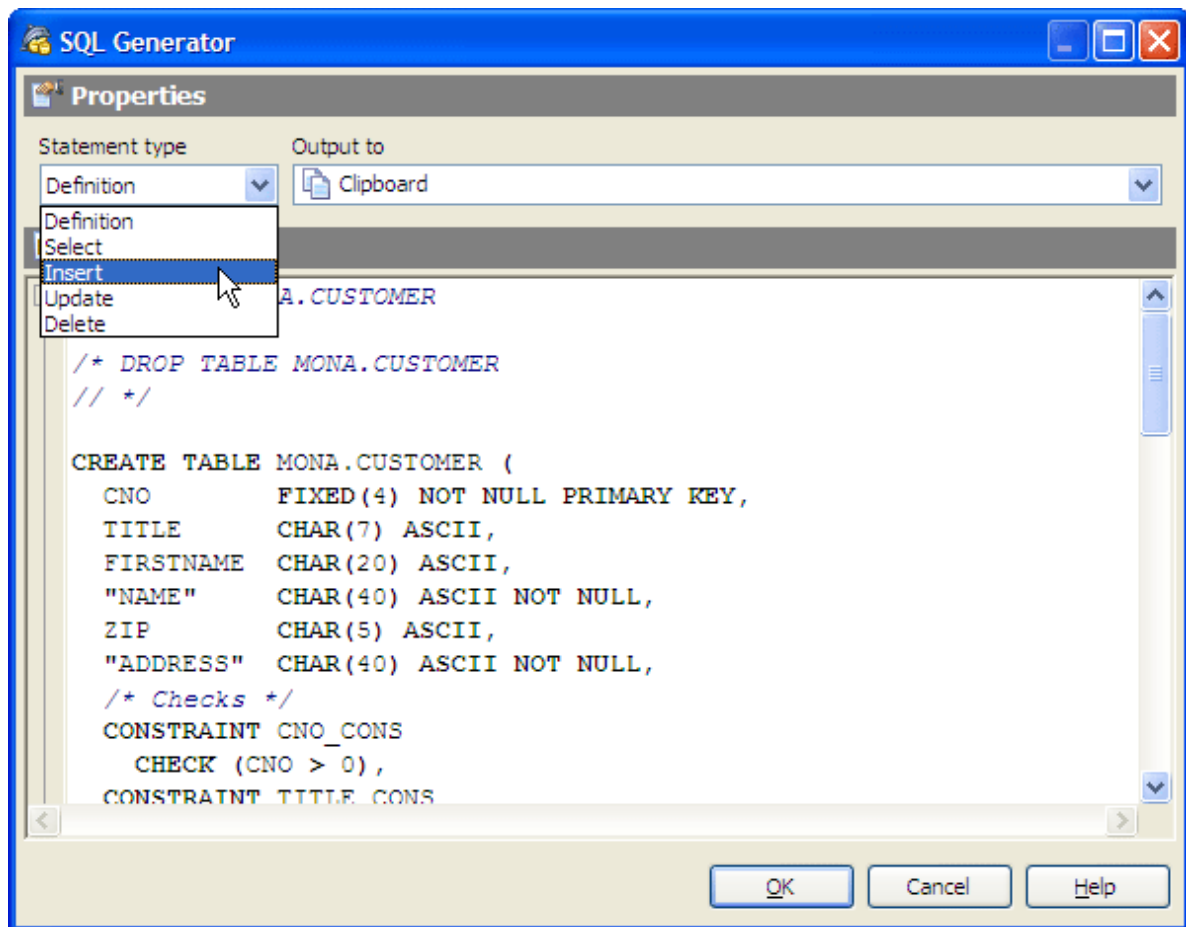 SQL Generator
Properties
Statement type
Output to
Definition
Clipboard
Definition
Select
Insert
Update
Delete
A.CUSTOMER
/* DROP TABLE MONA.CUSTOMER
// */
CREATE TABLE MONA.CUSTOMER (
CNO FIXED(4) NOT NULL PRIMARY KEY,
TITLE CHAR(7) ASCII,
FIRSTNAME CHAR(20) ASCII,
"NAME" CHAR(40) ASCII NOT NULL,
ZIP CHAR(5) ASCII,
"ADDRESS" CHAR(40) ASCII NOT NULL,
/* Checks */
CONSTRAINT CNO_CONS
CHECK (CNO > 0),
CONSTRAINT TITLE_CONS
OK Cancel Help